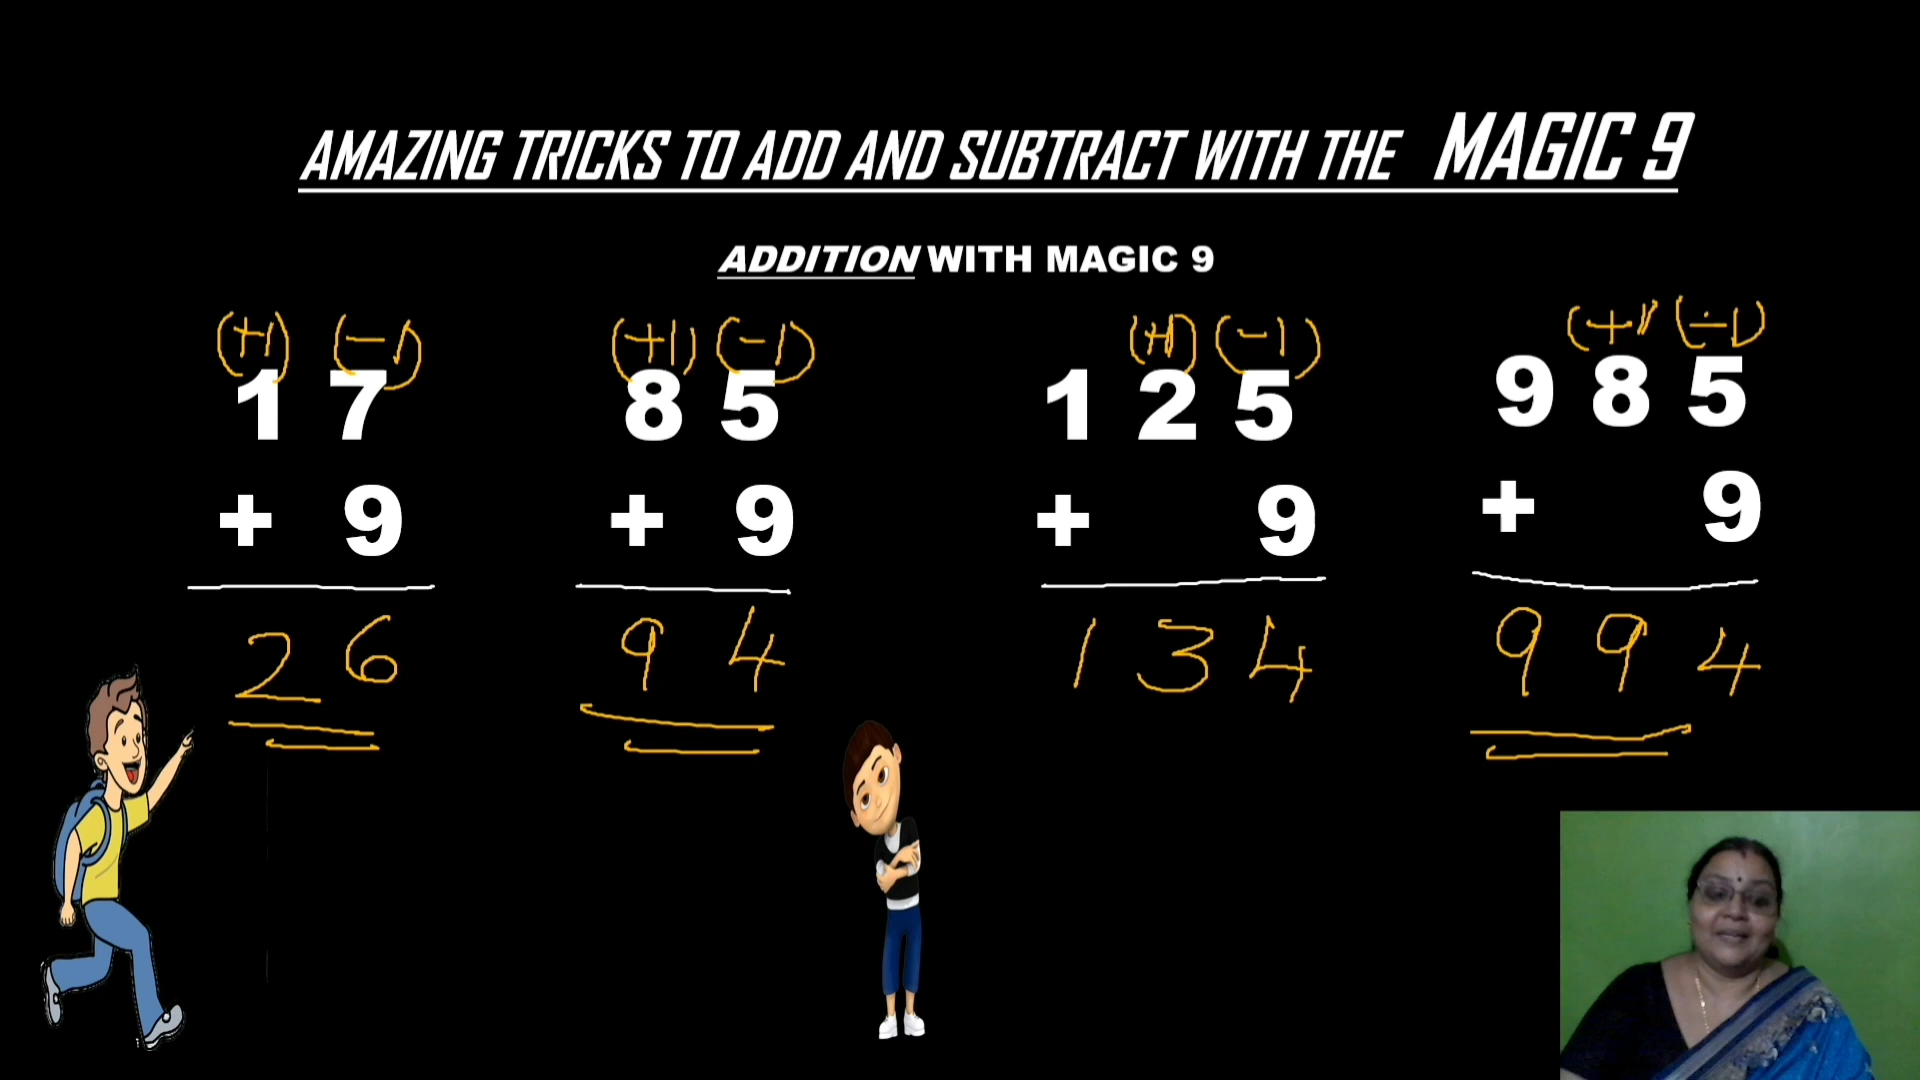 AMAZING TRICKS TO ADD AND SUBTRACT WITH THE MAGIC 9
ADDITION WITH MAGIC 9
(+1) (-1) (+1) (-1) (+1) (-1) (+1) (-1)
1 7 8 5 1 2 5 9 8 5
+ 9 + 9 + 9 + 9
2 6 9 4 1 3 4 9 9 4